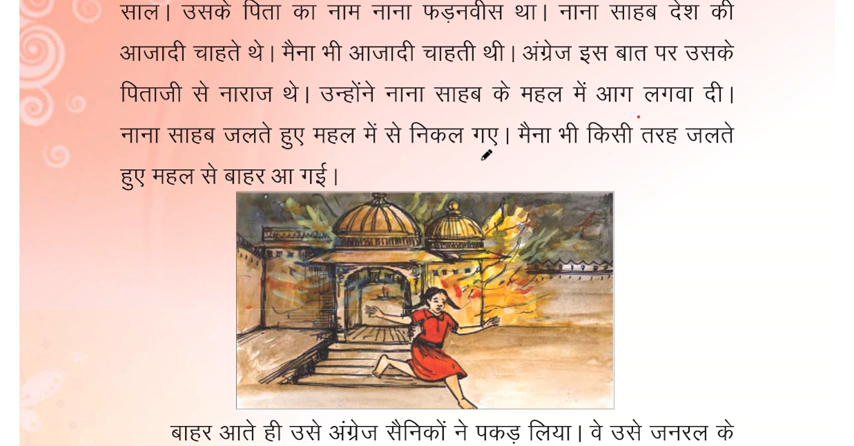 साल। उसके पिता का नाम नाना फड़नवीस था। नाना साहब देश की
आजादी चाहते थे। मैना भी आजादी चाहती थी। अंग्रेज इस बात पर उसके
पिताजी से नाराज थे। उन्होंने नाना साहब के महल में आग लगवा दी।
नाना साहब जलते हुए महल में से निकल गए। मैना भी किसी तरह जलते
हुए महल से बाहर आ गई।
बाहर आते ही उसे अंग्रेज सैनिकों ने पकड़ लिया। वे उसे जनरल के